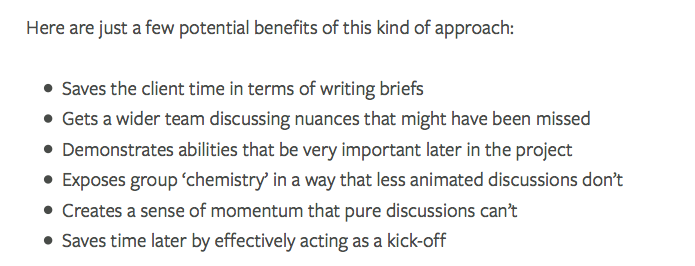 Here are just a few potential benefits of this kind of approach:
• Saves the client time in terms of writing briefs
• Gets a wider team discussing nuances that might have been missed
• Demonstrates abilities that be very important later in the project
• Exposes group ‘chemistry’ in a way that less animated discussions don’t
• Creates a sense of momentum that pure discussions can’t
• Saves time later by effectively acting as a kick-off